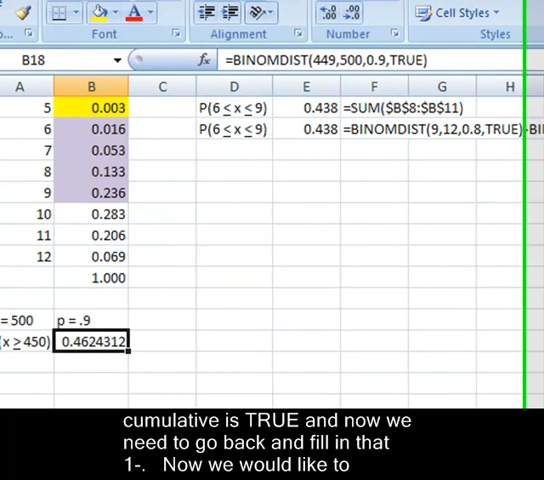 Cell Styles
Font Alignment Number Styles
B18 fx =BINOMDIST(449,500,0.9,TRUE)
A B C D E F G H
5 0.003 P(6 ≤ x ≤ 9) 0.438 =SUM($B$8:$B$11)
6 0.016 P(6 ≤ x ≤ 9) 0.438 =BINOMDIST(9,12,0.8,TRUE)-BI
7 0.053
8 0.133
9 0.236
10 0.283
11 0.206
12 0.069
1.000
= 500 p = .9
(x ≥ 450) 0.4624312
cumulative is TRUE and now we
need to go back and fill in that
1-. Now we would like to